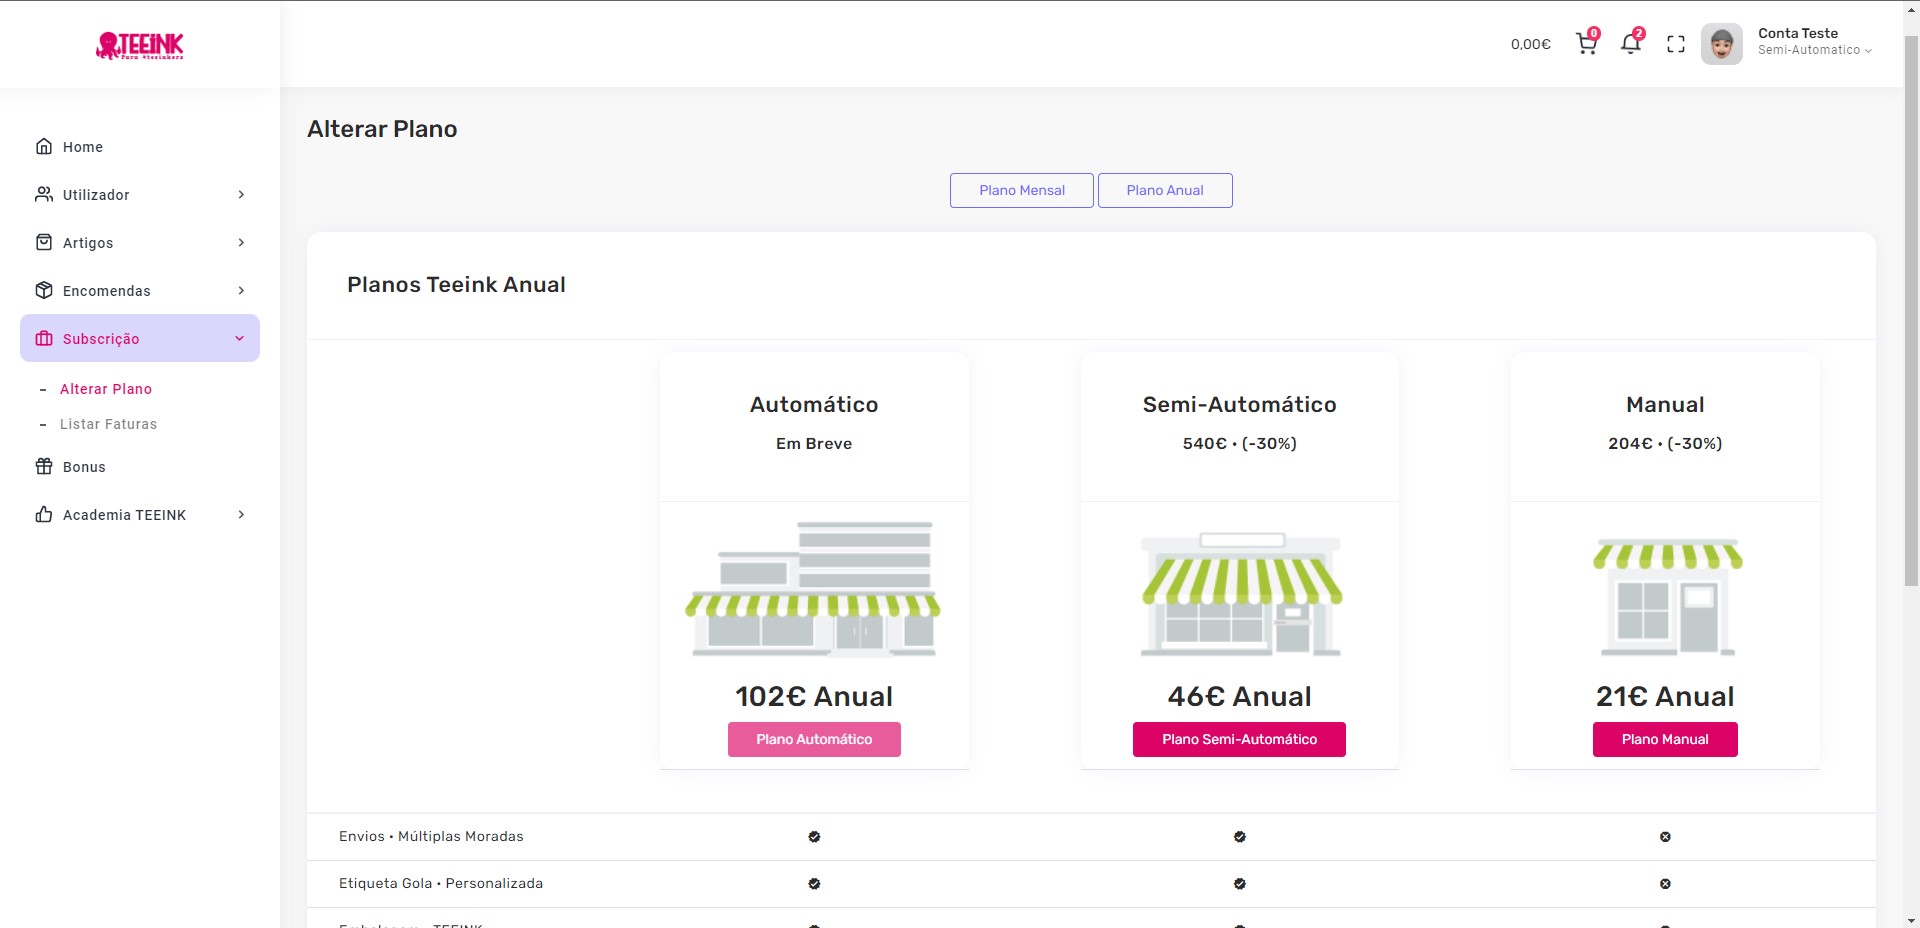 TEEINK
Para #teeinkers
0,00€
0
2
Conta Teste
Semi-Automatico
Home
Utilizador
Artigos
Encomendas
Subscrição
- Alterar Plano
- Listar Faturas
Bonus
Academia TEEINK
Alterar Plano
Plano Mensal
Plano Anual
Planos Teeink Anual
Automático
Em Breve
102€ Anual
Plano Automático
Semi-Automático
540€ • (-30%)
46€ Anual
Plano Semi-Automático
Manual
204€ • (-30%)
21€ Anual
Plano Manual
Envios • Múltiplas Moradas
Etiqueta Gola • Personalizada